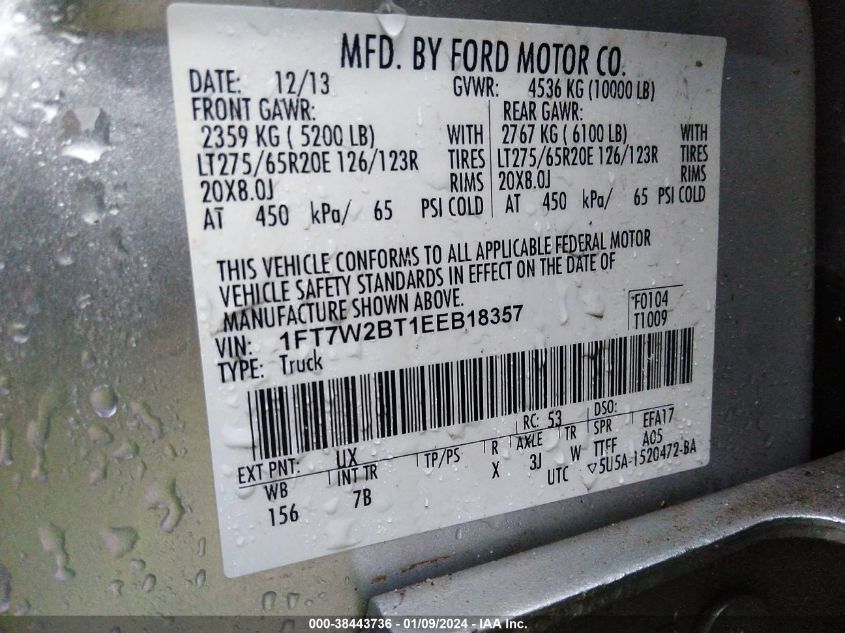 MFD. BY FORD MOTOR CO.
DATE: 12/13 GVWR: 4536 KG (10000 LB)
FRONT GAWR: REAR GAWR:
2359 KG ( 5200 LB) WITH 2767 KG ( 6100 LB) WITH
LT275/65R20E 126/123R TIRES LT275/65R20E 126/123R TIRES
20X8.0J RIMS 20X8.0J RIMS
AT 450 kPa/ 65 PSI COLD AT 450 kPa/ 65 PSI COLD
THIS VEHICLE CONFORMS TO ALL APPLICABLE FEDERAL MOTOR
VEHICLE SAFETY STANDARDS IN EFFECT ON THE DATE OF
MANUFACTURE SHOWN ABOVE.
VIN: 1FT7W2BT1EEB18357
TYPE: Truck
*F0104
T1009
EXT PNT: UX RC: 53 DSO:
WB INT TR TP/PS R AXLE TR SPR EFA17
156 7B X 3J W TTFF A05
UTC ▽5U5A-1520472-BA
000-38443736 - 01/09/2024 - IAA Inc.